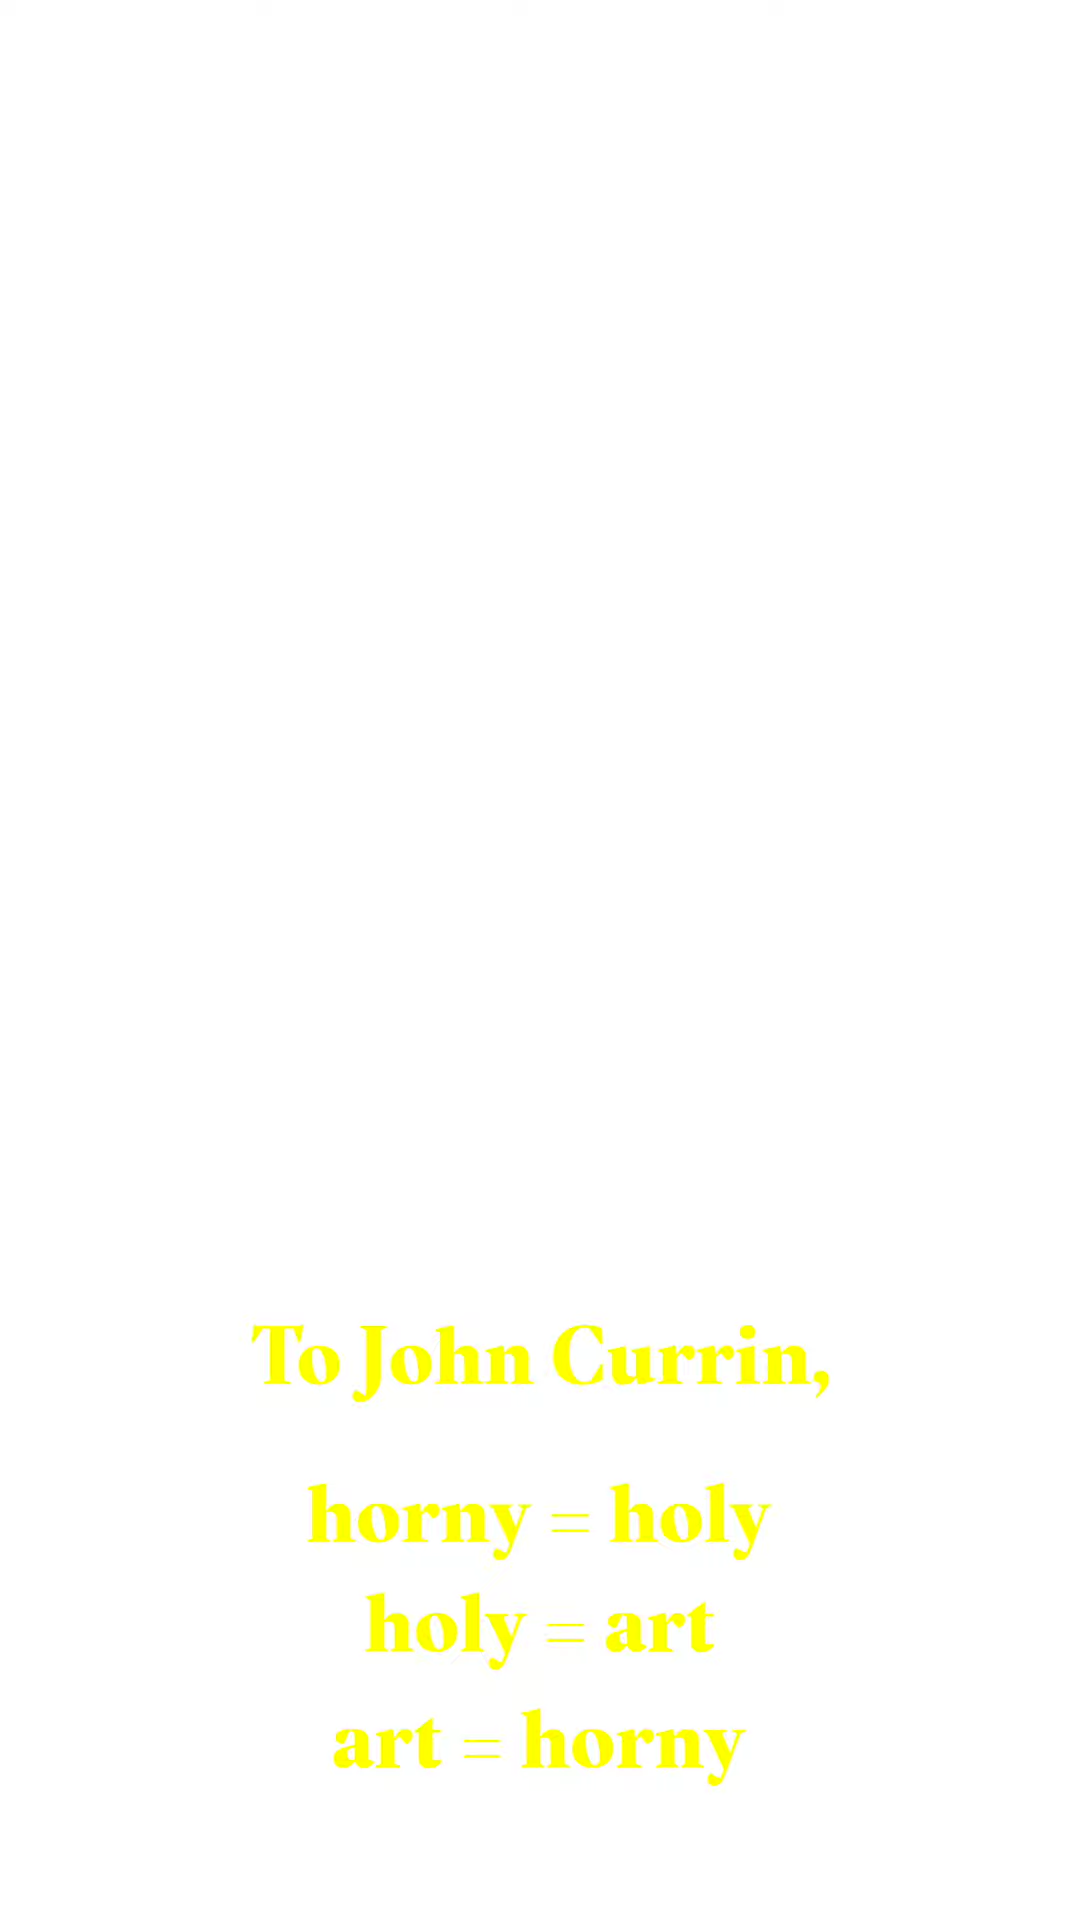 To John Currin,
horny = holy
holy = art
art = horny